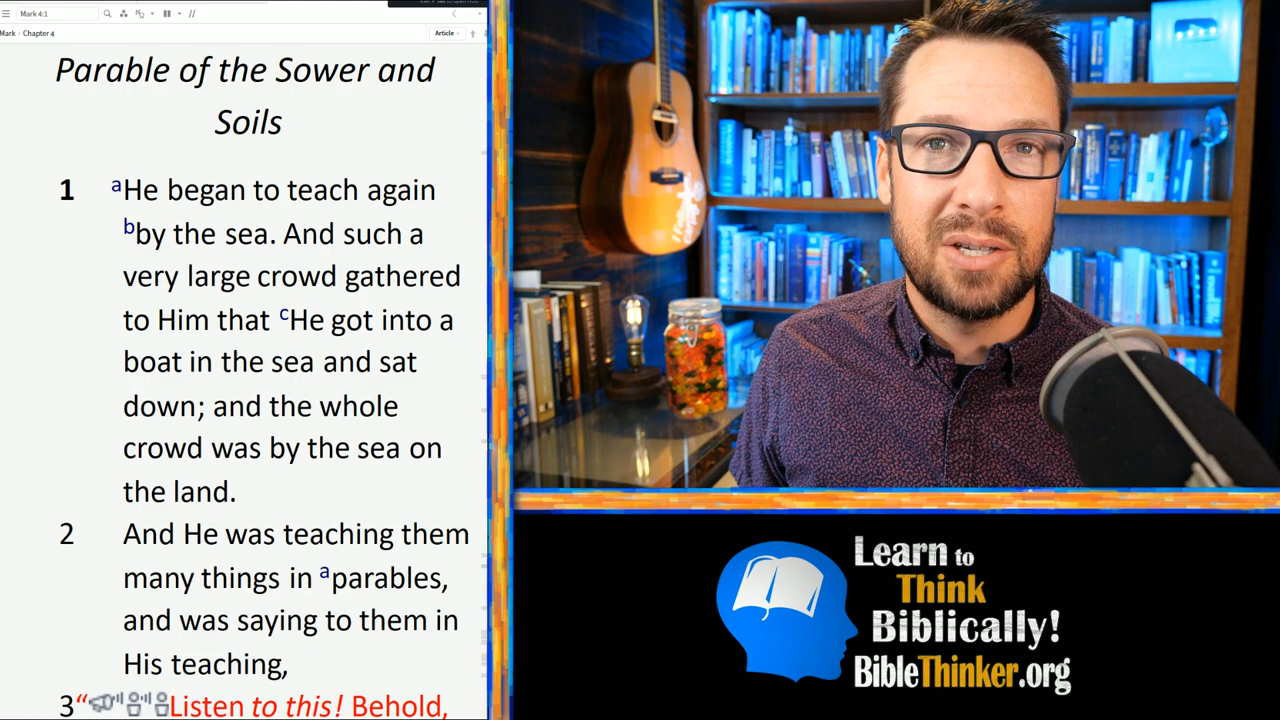 Mark 4:1
Mark › Chapter 4
Article
Parable of the Sower and
Soils
1 aHe began to teach again
bby the sea. And such a
very large crowd gathered
to Him that cHe got into a
boat in the sea and sat
down; and the whole
crowd was by the sea on
the land.
2 And He was teaching them
many things in aparables,
and was saying to them in
His teaching,
3“Listen to this! Behold,
Learn to
Think
Biblically!
BibleThinker.org